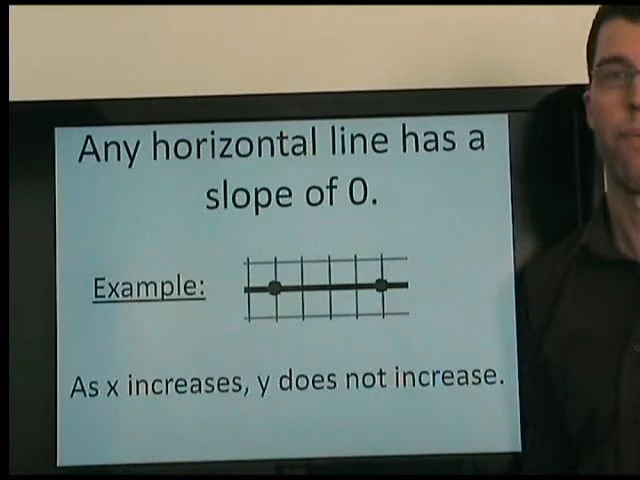 Any horizontal line has a
slope of 0.
Example:
As x increases, y does not increase.